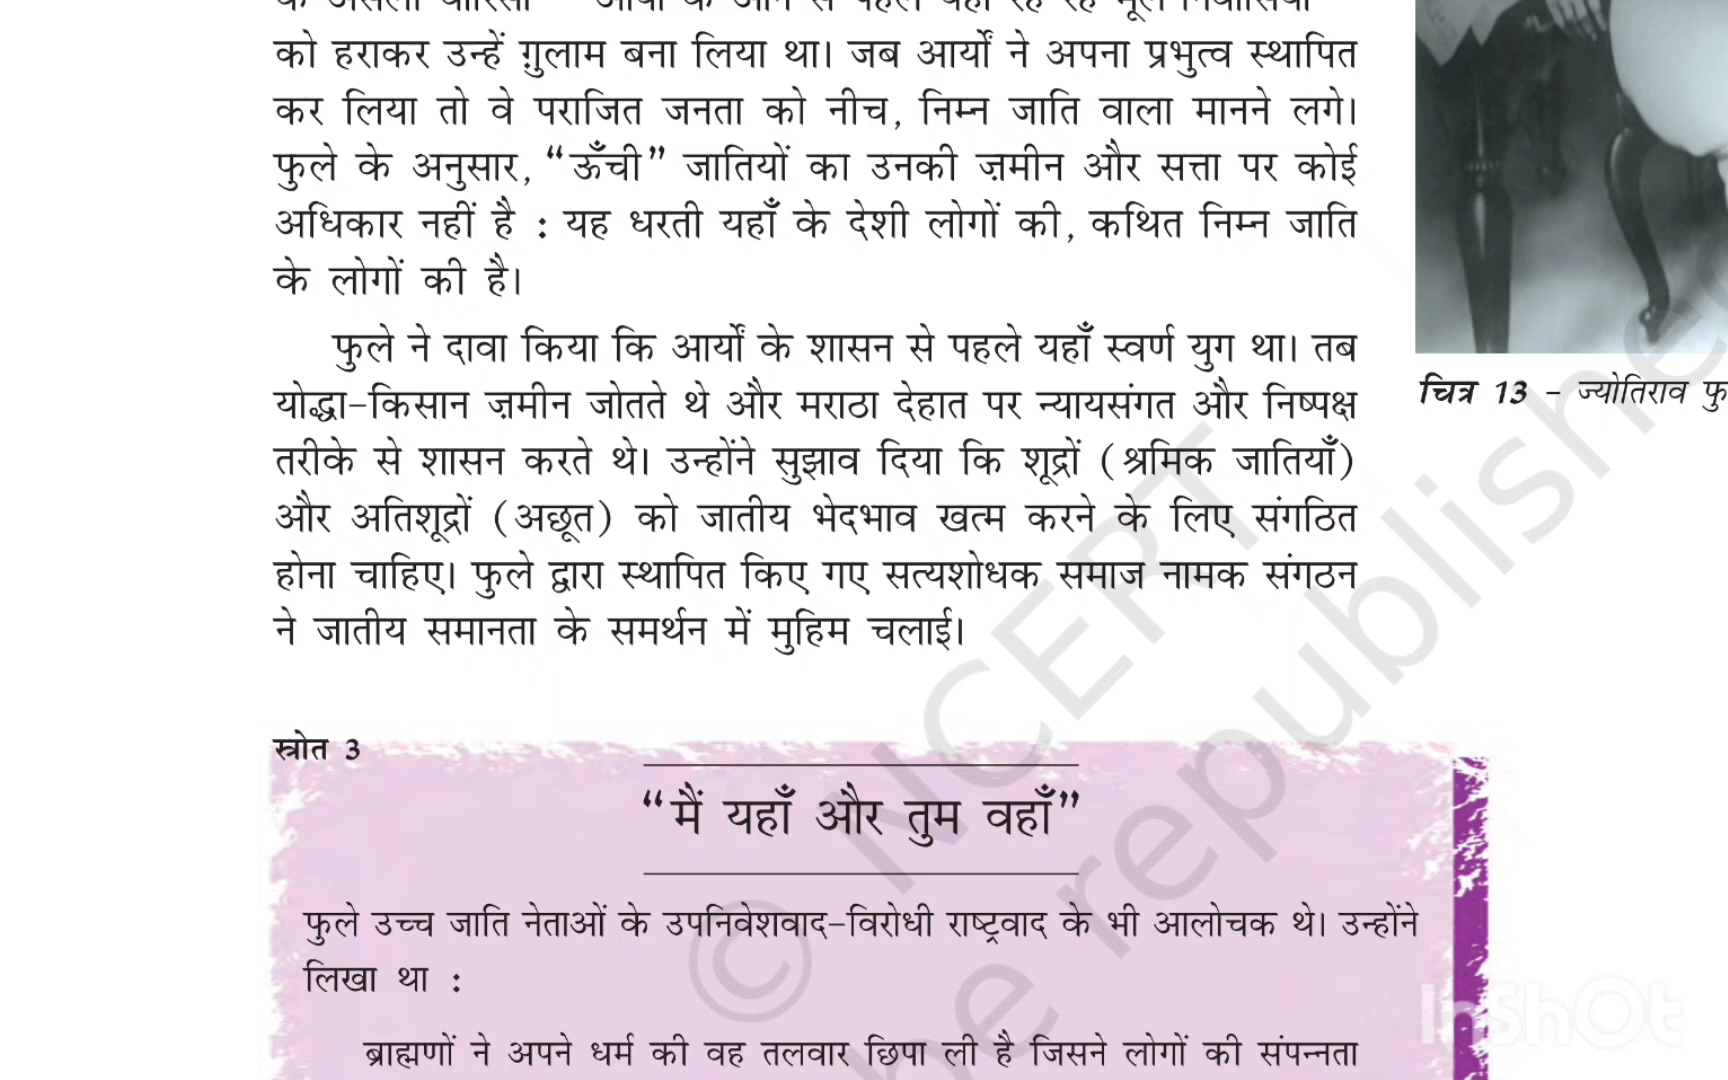 को हराकर उन्हें ग़ुलाम बना लिया था। जब आर्यों ने अपना प्रभुत्व स्थापित
कर लिया तो वे पराजित जनता को नीच, निम्न जाति वाला मानने लगे।
फुले के अनुसार, “ऊँची” जातियों का उनकी ज़मीन और सत्ता पर कोई
अधिकार नहीं है : यह धरती यहाँ के देशी लोगों की, कथित निम्न जाति
के लोगों की है।
फुले ने दावा किया कि आर्यों के शासन से पहले यहाँ स्वर्ण युग था। तब
योद्धा-किसान ज़मीन जोतते थे और मराठा देहात पर न्यायसंगत और निष्पक्ष
तरीके से शासन करते थे। उन्होंने सुझाव दिया कि शूद्रों (श्रमिक जातियाँ)
और अतिशूद्रों (अछूत) को जातीय भेदभाव खत्म करने के लिए संगठित
होना चाहिए। फुले द्वारा स्थापित किए गए सत्यशोधक समाज नामक संगठन
ने जातीय समानता के समर्थन में मुहिम चलाई।
चित्र 13 – ज्योतिराव फु
स्त्रोत 3
“मैं यहाँ और तुम वहाँ”
फुले उच्च जाति नेताओं के उपनिवेशवाद-विरोधी राष्ट्रवाद के भी आलोचक थे। उन्होंने
लिखा था :
ब्राह्मणों ने अपने धर्म की वह तलवार छिपा ली है जिसने लोगों की संपन्नता
© NCERT
be republished
InShOt